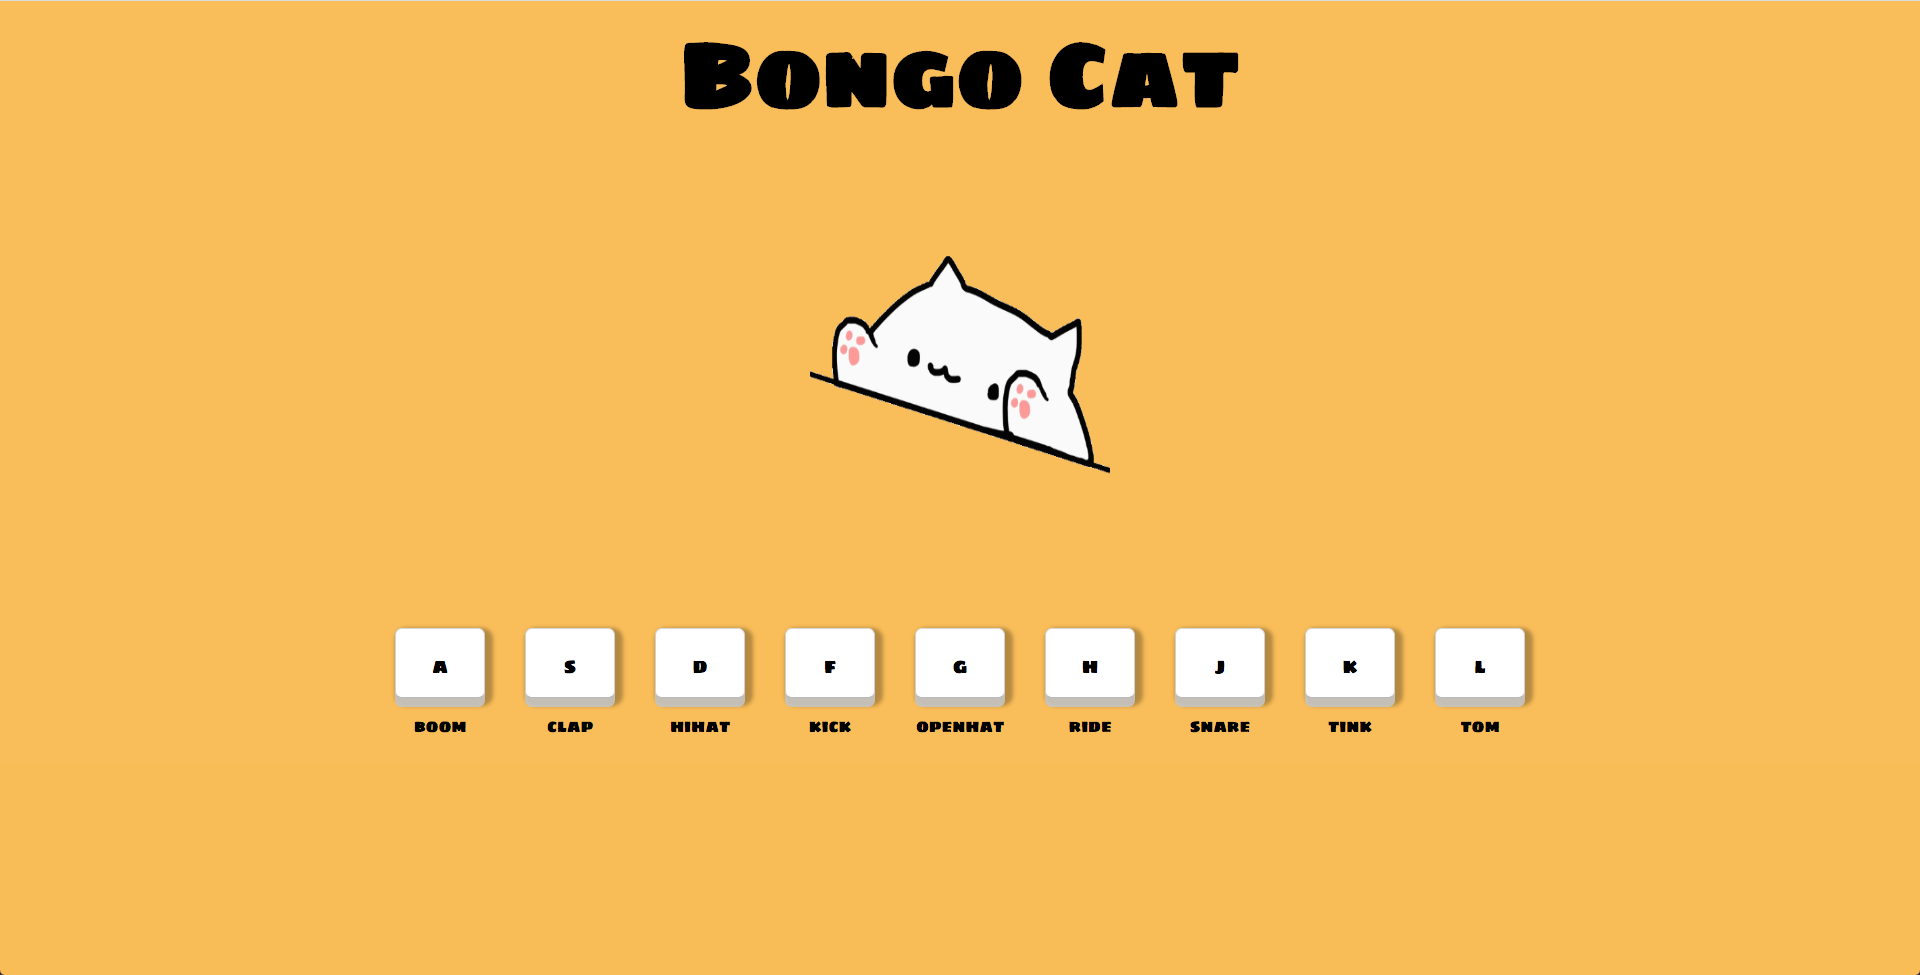 Bongo Cat
A S D F G H J K L
BOOM CLAP HIHAT KICK OPENHAT RIDE SNARE TINK TOM